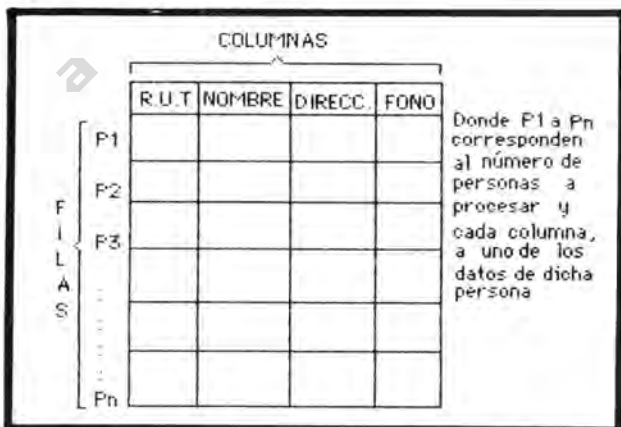 COLUMNAS
R.U.T NOMBRE DIRECC. FONO
P1
P2
P3
Pn
FILAS
Donde P1 a Pn
corresponden
al número de
personas a
procesar y
cada columna,
a uno de los
datos de dicha
persona